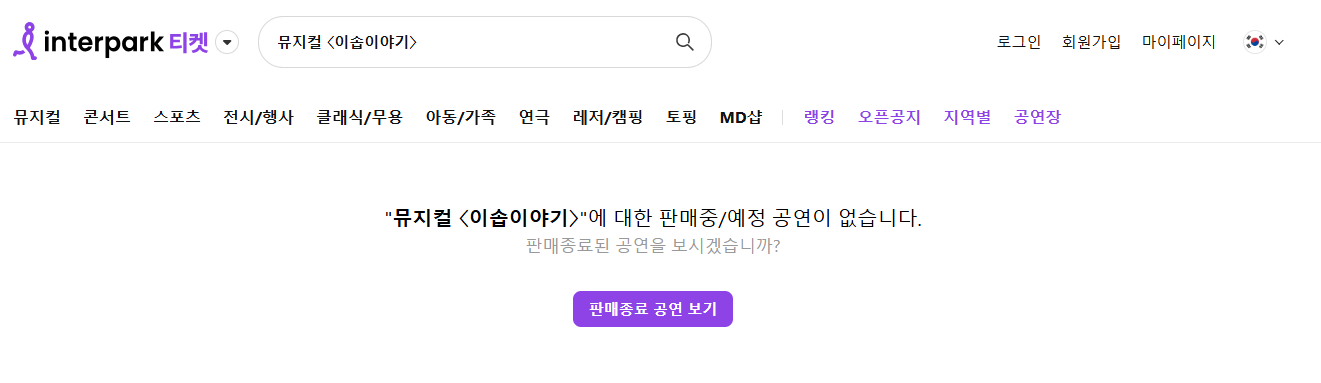 interpark 티켓
뮤지컬 〈이솝이야기〉
로그인 회원가입 마이페이지
뮤지컬 콘서트 스포츠 전시/행사 클래식/무용 아동/가족 연극 레저/캠핑 토핑 MD샵 랭킹 오픈공지 지역별 공연장
"뮤지컬 〈이솝이야기〉"에 대한 판매중/예정 공연이 없습니다.
판매종료된 공연을 보시겠습니까?
판매종료 공연 보기